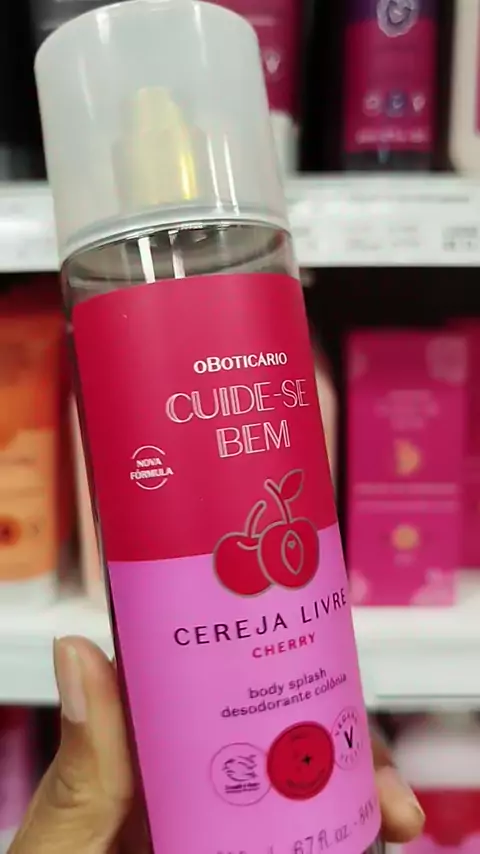 oBOTICÁRIO
CUIDE-SE
BEM
NOVA
FÓRMULA
CEREJA LIVRE
CHERRY
body splash
desodorante colônia
6.7 fl. oz.